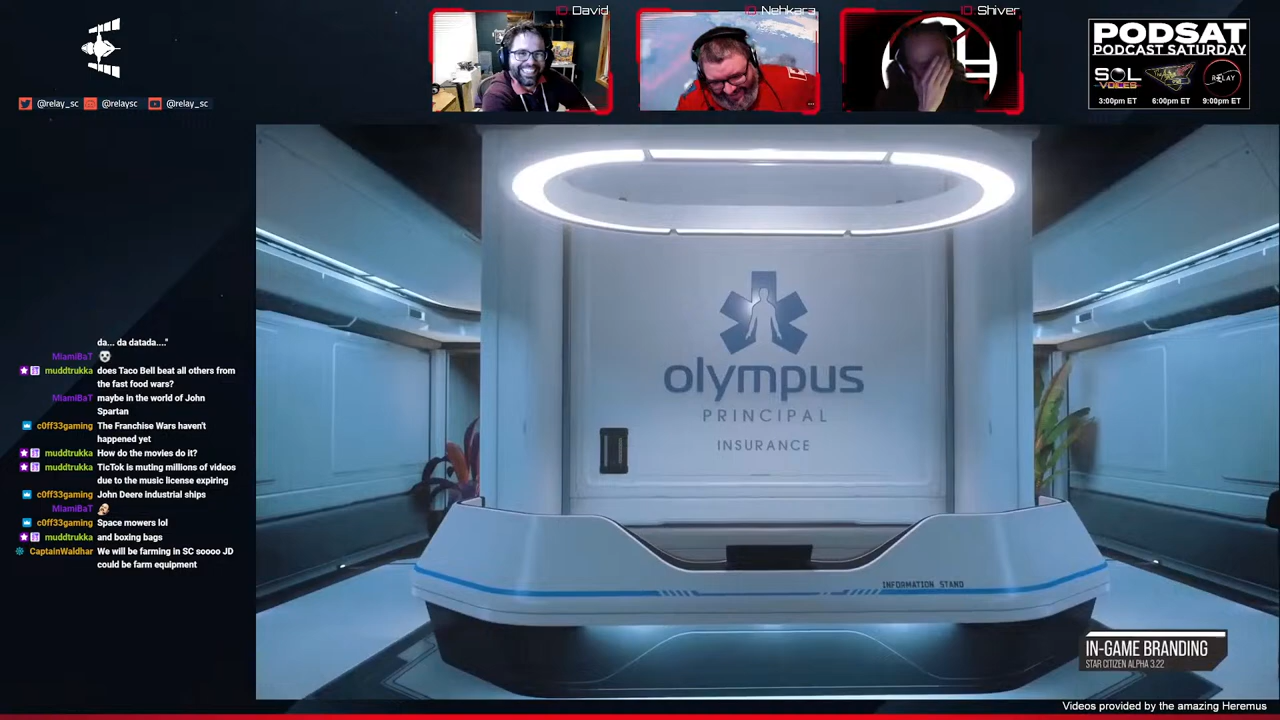 ID David
ID Nehkara
ID Shiver
PODSAT
PODCAST SATURDAY
SOL
VOICES
RELAY
3:00pm ET
6:00pm ET
9:00pm ET
@relay_sc
@relaysc
@relay_sc
da... da datada...."
MiamiBaT
muddtrukka does Taco Bell beat all others from
the fast food wars?
MiamiBaT maybe in the world of John
Spartan
c0ff33gaming The Franchise Wars haven't
happened yet
muddtrukka How do the movies do it?
muddtrukka TicTok is muting millions of videos
due to the music license expiring
c0ff33gaming John Deere industrial ships
MiamiBaT
c0ff33gaming Space mowers lol
muddtrukka and boxing bags
CaptainWaldhar We will be farming in SC soooo JD
could be farm equipment
olympus
PRINCIPAL
INSURANCE
INFORMATION STAND
IN-GAME BRANDING
STAR CITIZEN ALPHA 3.22
Videos provided by the amazing Heremus